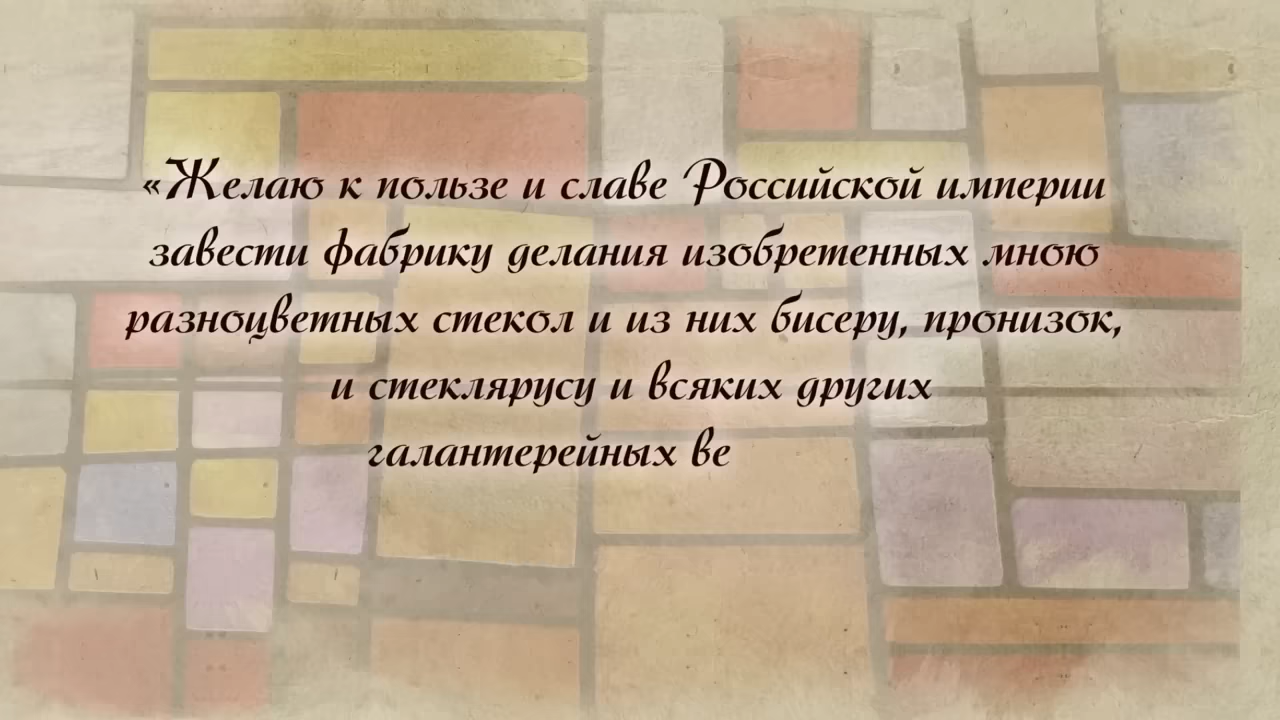 «Желаю к пользе и славе Российской империи
завести фабрику делания изобретенных мною
разноцветных стекол и из них бисеру, пронизок,
и стеклярусу и всяких других
галантерейных ве